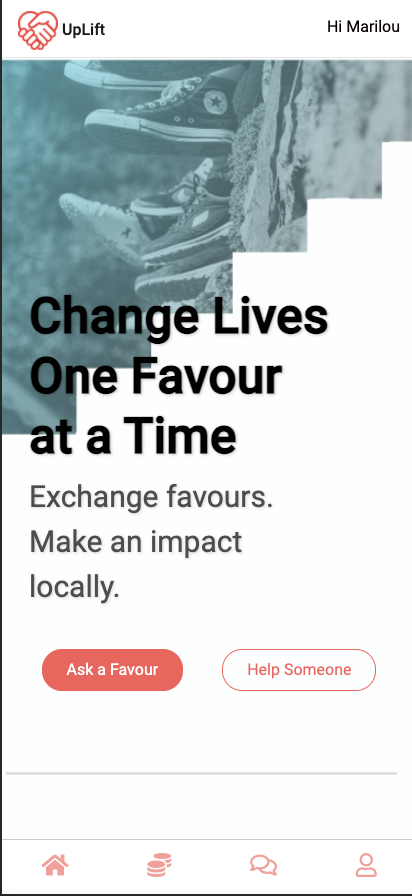 UpLift
Hi Marilou
Change Lives
One Favour
at a Time
Exchange favours.
Make an impact
locally.
Ask a Favour
Help Someone